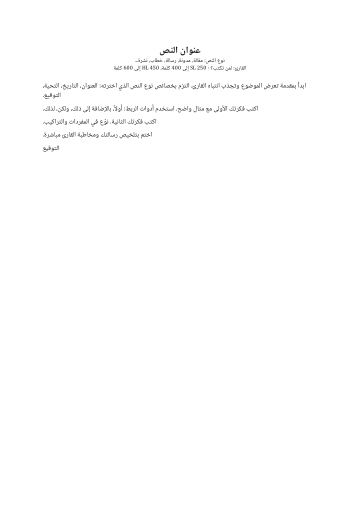 عنوان النص
نوع النص: مقالة، مدونة، رسالة، خطاب، نشرة..
القارئ: لمن تكتب؟ · SL 250 إلى 400 كلمة، HL 450 إلى 600 كلمة
ابدأ بمقدمة تعرض الموضوع وتجذب انتباه القارئ. التزم بخصائص نوع النص الذي اخترته: العنوان، التاريخ، التحية،
التوقيع.
اكتب فكرتك الأولى مع مثال واضح. استخدم أدوات الربط: أولاً، بالإضافة إلى ذلك، ولكن، لذلك.
اكتب فكرتك الثانية. نوّع في المفردات والتراكيب.
اختم بتلخيص رسالتك ومخاطبة القارئ مباشرة.
التوقيع